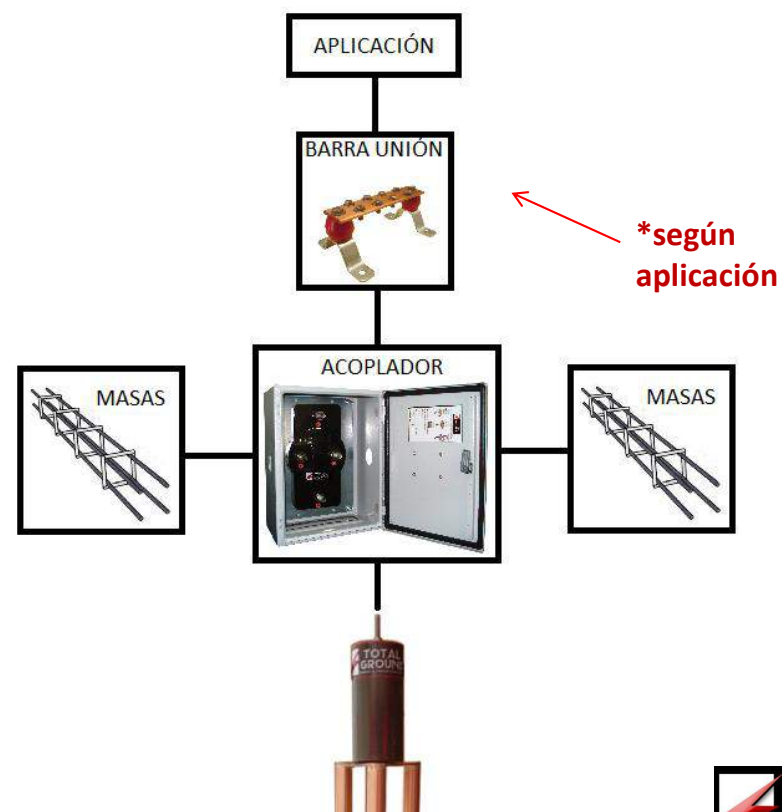 APLICACIÓN
BARRA UNIÓN
*según
aplicación
ACOPLADOR
MASAS
MASAS
TOTAL
GROUND